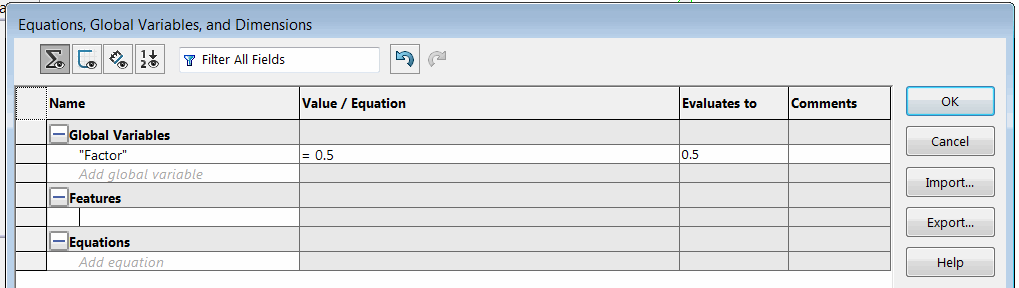 Equations, Global Variables, and Dimensions
Filter All Fields
Name Value / Equation Evaluates to Comments
Global Variables
"Factor" = 0.5 0.5
Add global variable
Features
Equations
Add equation
OK
Cancel
Import...
Export...
Help